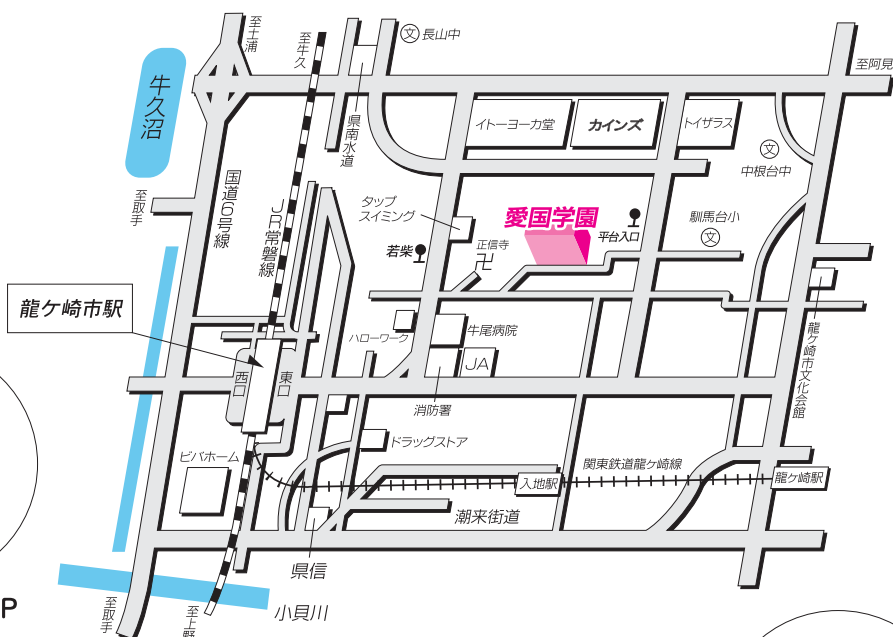 至土浦
至牛久
長山中
文
至阿見
牛久沼
県南水道
イトーヨーカ堂
カインズ
トイザラス
文
中根台中
至取手
国道6号線
JR常磐線
タップ
スイミング
若柴
正信寺
愛国学園
平台入口
馴馬台小
文
龍ケ崎市駅
ハローワーク
牛尾病院
JA
龍ヶ崎市文化会館
西口
東口
消防署
ビバホーム
ドラッグストア
関東鉄道龍ヶ崎線
入地駅
龍ヶ崎駅
潮来街道
県信
小貝川
至取手
至上野
P